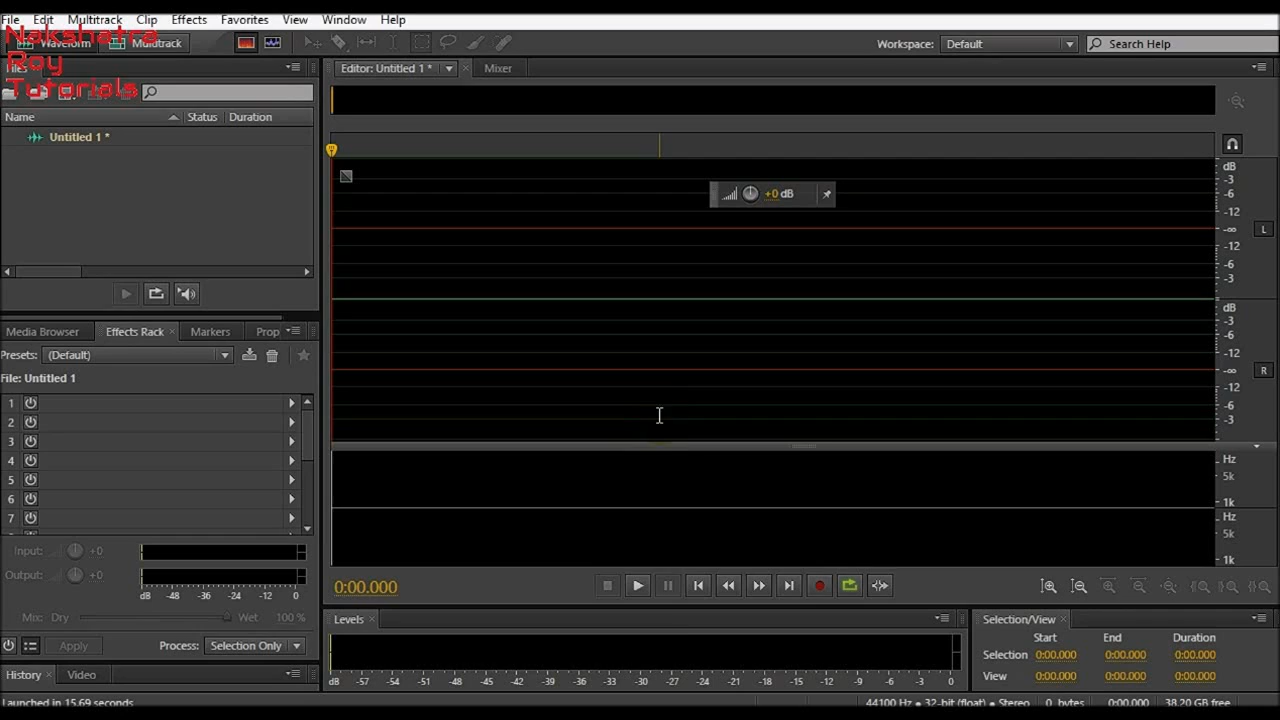 File Edit Multitrack Clip Effects Favorites View Window Help
Nakshatra
Roy
Tutorials
Waveform Multitrack Workspace: Default Search Help
Files
Editor: Untitled 1 * Mixer
Name Status Duration
Untitled 1 *
+0 dB
dB
-3
-6
-12
-∞ L
-12
-6
-3
dB
-3
-6
-12
-∞ R
-12
-6
-3
Media Browser Effects Rack Markers Prop
Presets: (Default)
File: Untitled 1
1
2
3
4
5
6
7
Hz
5k
1k
Hz
5k
1k
Input: +0
Output: +0
dB -48 -36 -24 -12 0
Mix: Dry Wet 100 %
Apply Process: Selection Only
History Video
0:00.000
Levels
dB -57 -54 -51 -48 -45 -42 -39 -36 -33 -30 -27 -24 -21 -18 -15 -12 -9 -6 -3 0
Selection/View
Start End Duration
Selection 0:00.000 0:00.000 0:00.000
View 0:00.000 0:00.000 0:00.000
Launched in 15.69 seconds 44100 Hz • 32-bit (float) • Stereo 0 bytes 0:00.000 38.20 GB free